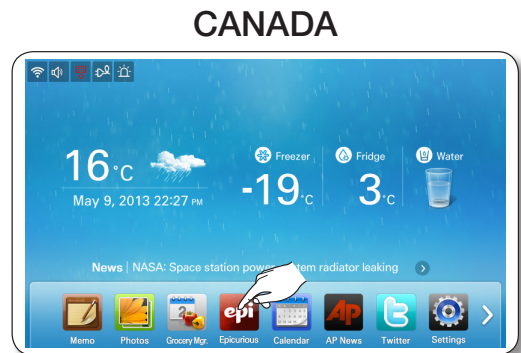 CANADA
Freezer
Fridge
Water
16°C
-19°C
3°C
May 9, 2013 22:27 PM
News | NASA: Space station power system radiator leaking
epi
AP
Memo
Photos
Grocery Mgr.
Epicurious
Calendar
AP News
Twitter
Settings